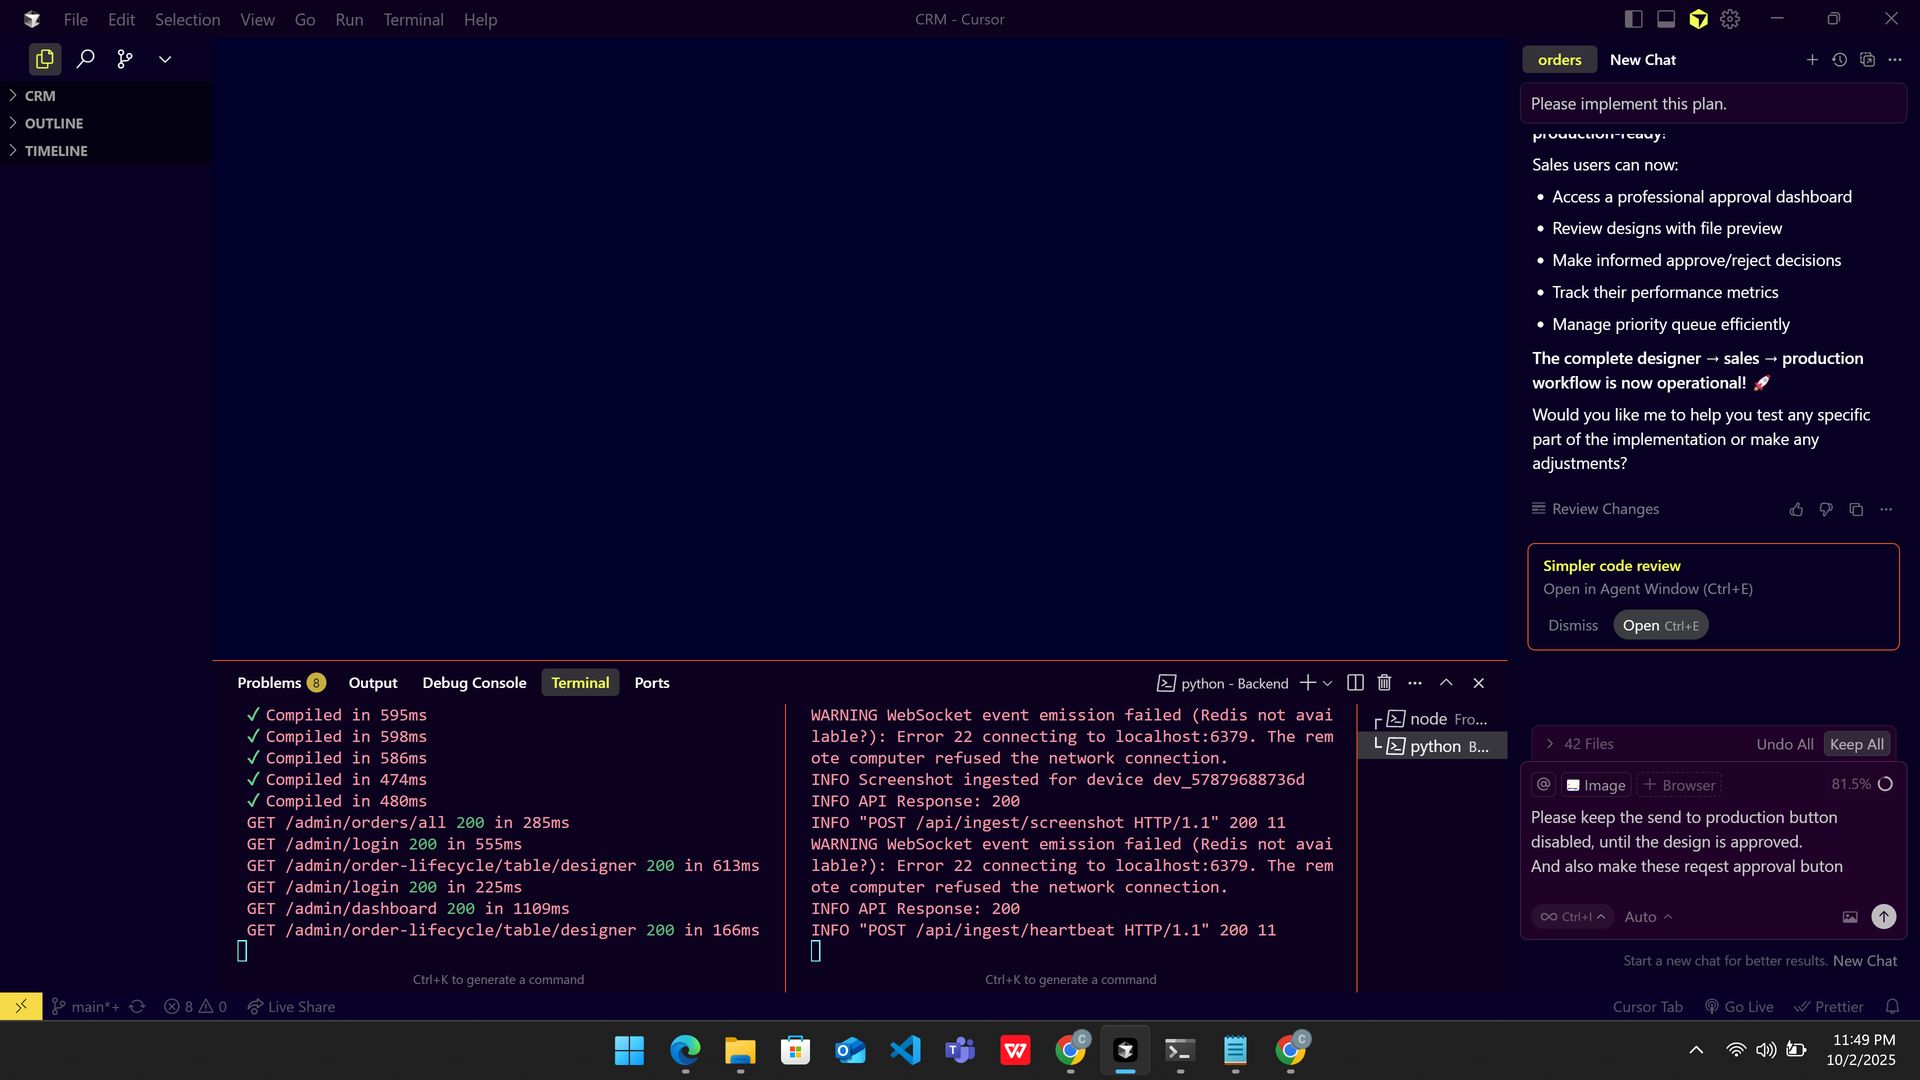 File Edit Selection View Go Run Terminal Help
CRM - Cursor
CRM
OUTLINE
TIMELINE
orders New Chat
Please implement this plan.
production-ready!
Sales users can now:
• Access a professional approval dashboard
• Review designs with file preview
• Make informed approve/reject decisions
• Track their performance metrics
• Manage priority queue efficiently
The complete designer → sales → production
workflow is now operational! 🚀
Would you like me to help you test any specific
part of the implementation or make any
adjustments?
Review Changes
Simpler code review
Open in Agent Window (Ctrl+E)
Dismiss Open Ctrl+E
42 Files Undo All Keep All
@ Image + Browser 81.5%
Please keep the send to production button
disabled, until the design is approved.
And also make these reqest approval buton
∞ Ctrl+I Auto
Start a new chat for better results. New Chat
Problems 8 Output Debug Console Terminal Ports
python - Backend
✓ Compiled in 595ms
✓ Compiled in 598ms
✓ Compiled in 586ms
✓ Compiled in 474ms
✓ Compiled in 480ms
GET /admin/orders/all 200 in 285ms
GET /admin/login 200 in 555ms
GET /admin/order-lifecycle/table/designer 200 in 613ms
GET /admin/login 200 in 225ms
GET /admin/dashboard 200 in 1109ms
GET /admin/order-lifecycle/table/designer 200 in 166ms
Ctrl+K to generate a command
WARNING WebSocket event emission failed (Redis not avai
lable?): Error 22 connecting to localhost:6379. The rem
ote computer refused the network connection.
INFO Screenshot ingested for device dev_57879688736d
INFO API Response: 200
INFO "POST /api/ingest/screenshot HTTP/1.1" 200 11
WARNING WebSocket event emission failed (Redis not avai
lable?): Error 22 connecting to localhost:6379. The rem
ote computer refused the network connection.
INFO API Response: 200
INFO "POST /api/ingest/heartbeat HTTP/1.1" 200 11
Ctrl+K to generate a command
node Fro...
python B...
main*+ 8 0 Live Share
Cursor Tab Go Live Prettier
11:49 PM
10/2/2025